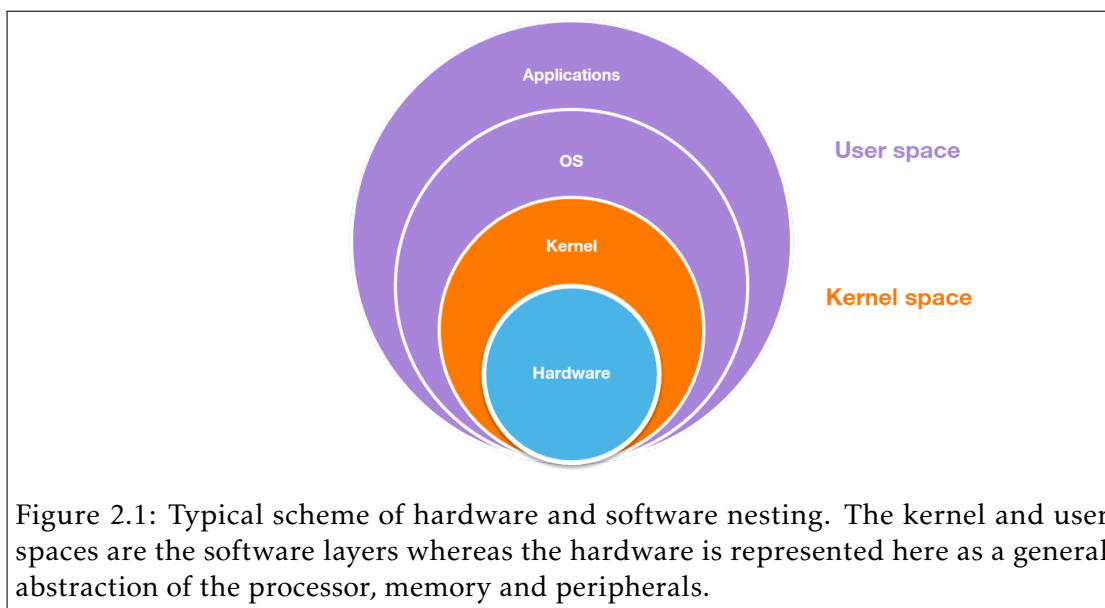 Applications
User space
OS
Kernel
Kernel space
Hardware
Figure 2.1: Typical scheme of hardware and software nesting. The kernel and user
spaces are the software layers whereas the hardware is represented here as a general
abstraction of the processor, memory and peripherals.